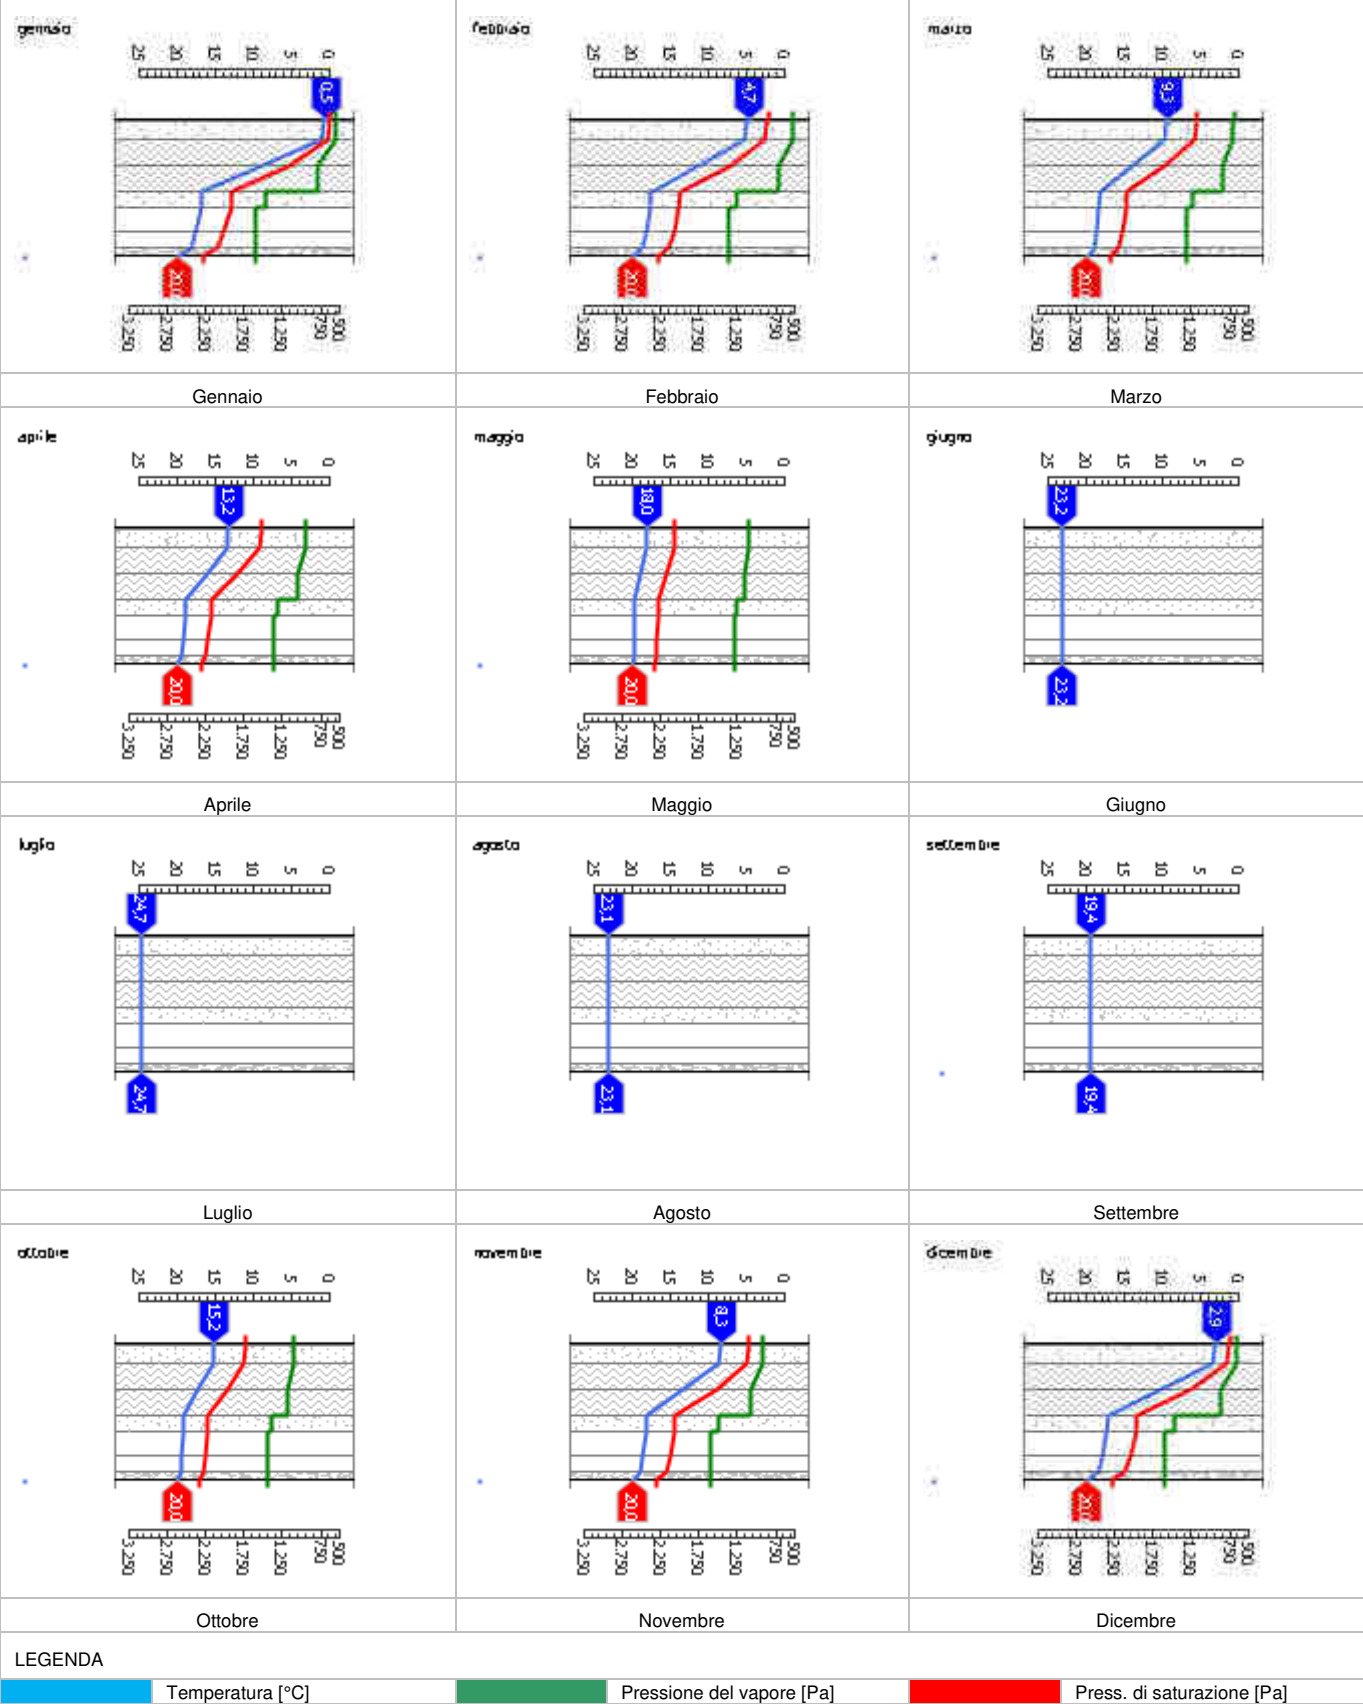 gennaio
25 20 15 10 5 0
0,5
20,0
3.250 2.750 2.250 1.750 1.250 750 500
Gennaio
febbraio
25 20 15 10 5 0
4,7
20,0
3.250 2.750 2.250 1.750 1.250 750 500
Febbraio
marzo
25 20 15 10 5 0
9,3
20,0
3.250 2.750 2.250 1.750 1.250 750 500
Marzo
aprile
25 20 15 10 5 0
13,2
20,0
3.250 2.750 2.250 1.750 1.250 750 500
Aprile
maggio
25 20 15 10 5 0
18,0
20,0
3.250 2.750 2.250 1.750 1.250 750 500
Maggio
giugno
25 20 15 10 5 0
23,2
23,2
Giugno
luglio
25 20 15 10 5 0
24,7
24,7
Luglio
agosto
25 20 15 10 5 0
23,1
23,1
Agosto
settembre
25 20 15 10 5 0
19,4
19,4
Settembre
ottobre
25 20 15 10 5 0
15,2
20,0
3.250 2.750 2.250 1.750 1.250 750 500
Ottobre
novembre
25 20 15 10 5 0
8,3
20,0
3.250 2.750 2.250 1.750 1.250 750 500
Novembre
dicembre
25 20 15 10 5 0
2,9
20,0
3.250 2.750 2.250 1.750 1.250 750 500
Dicembre
LEGENDA
Temperatura [°C]
Pressione del vapore [Pa]
Press. di saturazione [Pa]